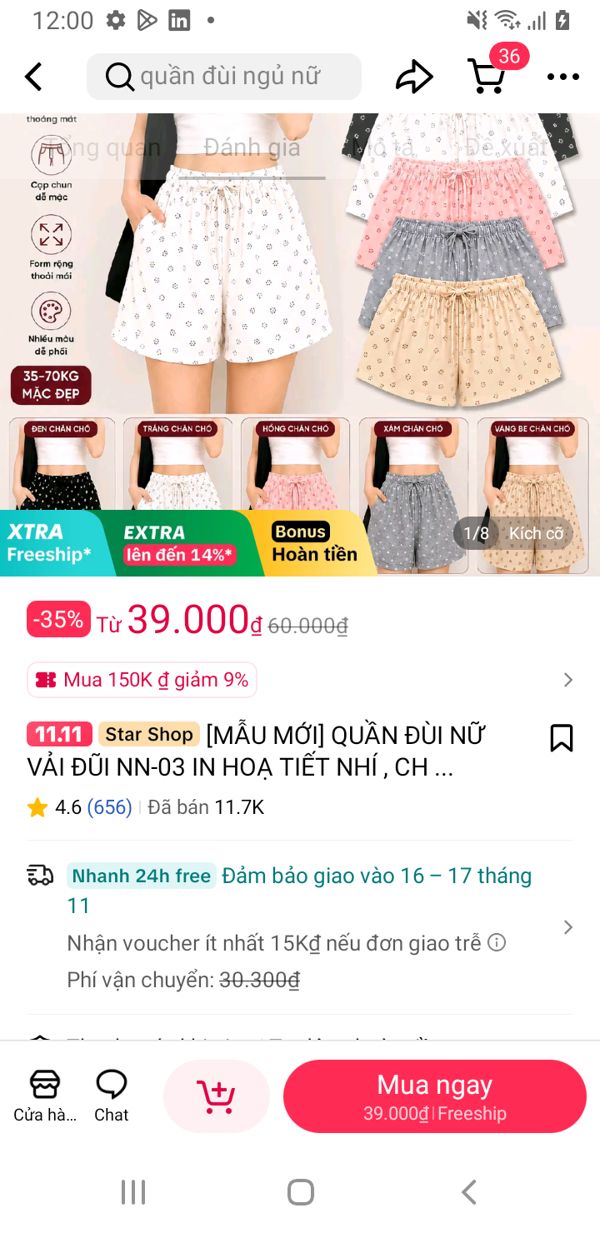 12:00
quần đùi ngủ nữ
36
thoáng mát
Đánh giá
Mô tả
Đề xuất
Cạp chun
dễ mặc
Form rộng
thoải mái
Nhiều màu
dễ phối
35-70KG
MẶC ĐẸP
ĐEN CHÂN CHÓ
TRẮNG CHÂN CHÓ
HỒNG CHÂN CHÓ
XÁM CHÂN CHÓ
VÀNG BE CHÂN CHÓ
XTRA
Freeship*
EXTRA
lên đến 14%*
Bonus
Hoàn tiền
1/8
Kích cỡ
-35% Từ 39.000₫ 60.000₫
Mua 150K ₫ giảm 9%
11.11 Star Shop [MẪU MỚI] QUẦN ĐÙI NỮ
VẢI ĐŨI NN-03 IN HOẠ TIẾT NHÍ , CH ...
4.6 (656) Đã bán 11.7K
Nhanh 24h free Đảm bảo giao vào 16 – 17 tháng
11
Nhận voucher ít nhất 15K₫ nếu đơn giao trễ
Phí vận chuyển: 30.300₫
Cửa hà...
Chat
Mua ngay
39.000₫ | Freeship